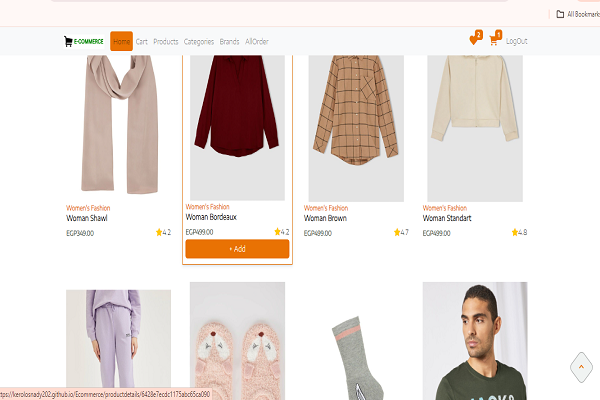 All Bookmarks
E-COMMERCE
Home Cart Products Categories Brands AllOrder
2
1
LogOut
Women's Fashion
Woman Shawl
EGP349.00
4.2
Women's Fashion
Woman Bordeaux
EGP499.00
4.2
+ Add
Women's Fashion
Woman Brown
EGP499.00
4.7
Women's Fashion
Woman Standart
EGP499.00
4.8
ttps://kerolosnady202.github.io/Ecommerce/productdetails/6428e7ecdc1175abc65ca090